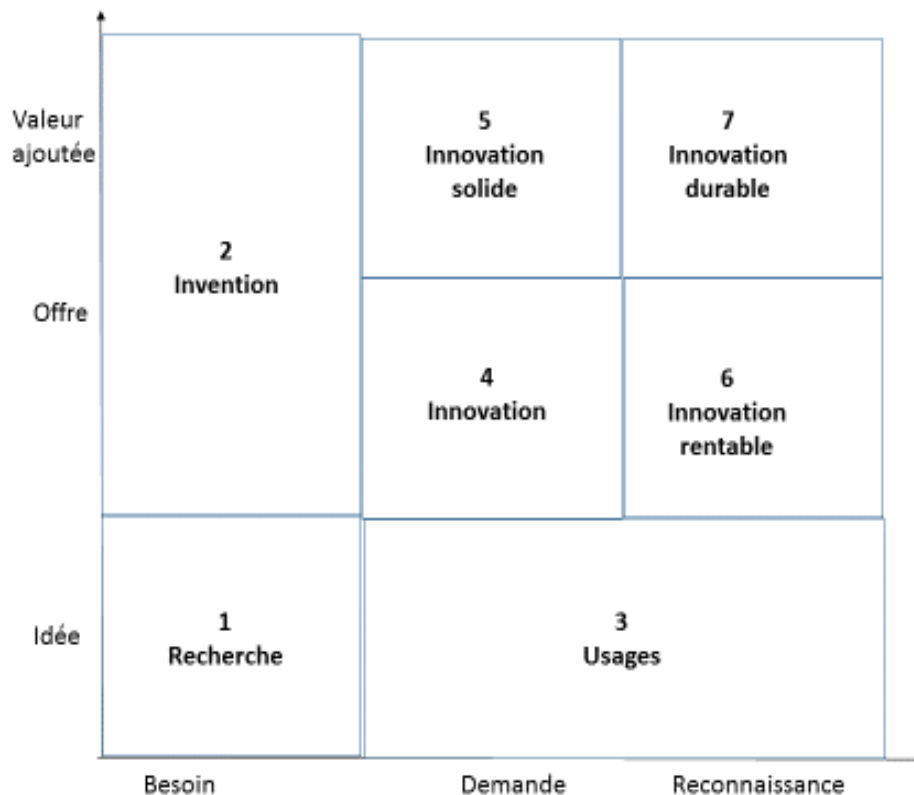 Valeur
ajoutée
5
Innovation
solide
7
Innovation
durable
2
Invention
Offre
4
Innovation
6
Innovation
rentable
Idée
1
Recherche
3
Usages
Besoin
Demande
Reconnaissance